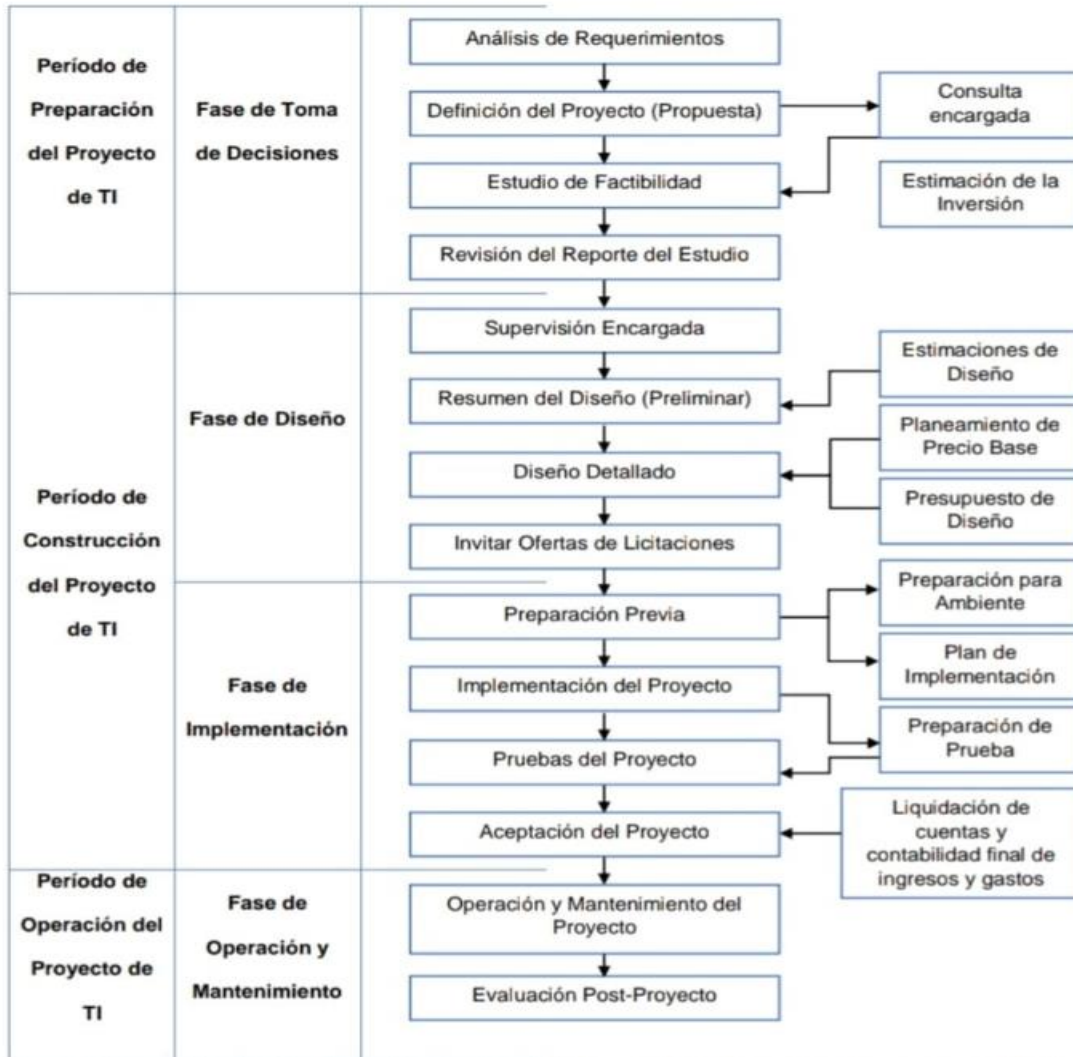 Período de
Preparación
del Proyecto
de TI
Fase de Toma
de Decisiones
Análisis de Requerimientos
Definición del Proyecto (Propuesta)
Consulta
encargada
Estudio de Factibilidad
Estimación de la
Inversión
Revisión del Reporte del Estudio
Período de
Construcción
del Proyecto
de TI
Fase de Diseño
Supervisión Encargada
Resumen del Diseño (Preliminar)
Estimaciones de
Diseño
Diseño Detallado
Planeamiento de
Precio Base
Presupuesto de
Diseño
Invitar Ofertas de Licitaciones
Fase de
Implementación
Preparación Previa
Preparación para
Ambiente
Plan de
Implementación
Implementación del Proyecto
Preparación de
Prueba
Pruebas del Proyecto
Aceptación del Proyecto
Liquidación de
cuentas y
contabilidad final de
ingresos y gastos
Período de
Operación del
Proyecto de
TI
Fase de
Operación y
Mantenimiento
Operación y Mantenimiento del
Proyecto
Evaluación Post-Proyecto